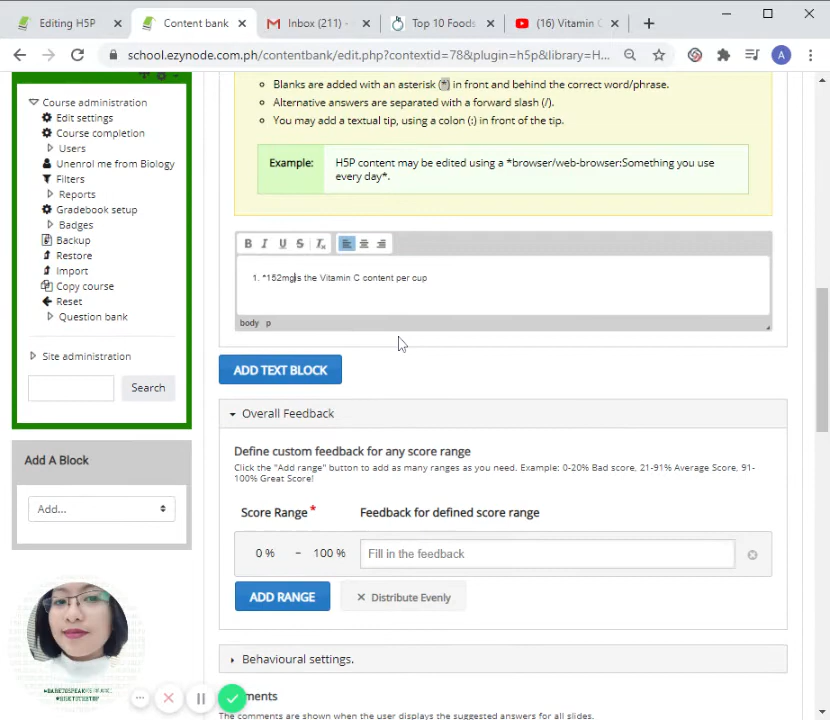 Editing H5P
Content bank
Inbox (211) -
Top 10 Foods
(16) Vitamin C
school.ezynode.com.ph/contentbank/edit.php?contextid=78&plugin=h5p&library=H...
A
Course administration
Edit settings
Course completion
Users
Unenrol me from Biology
Filters
Reports
Gradebook setup
Badges
Backup
Restore
Import
Copy course
Reset
Question bank
Site administration
Search
Add A Block
Add...
Blanks are added with an asterisk (*) in front and behind the correct word/phrase.
Alternative answers are separated with a forward slash (/).
You may add a textual tip, using a colon (:) in front of the tip.
Example: H5P content may be edited using a *browser/web-browser:Something you use
every day*.
B I U S Tx
1. *152mgis the Vitamin C content per cup
body p
ADD TEXT BLOCK
Overall Feedback
Define custom feedback for any score range
Click the "Add range" button to add as many ranges as you need. Example: 0-20% Bad score, 21-91% Average Score, 91-
100% Great Score!
Score Range * Feedback for defined score range
0 % – 100 % Fill in the feedback
ADD RANGE
Distribute Evenly
Behavioural settings.
mments
The comments are shown when the user displays the suggested answers for all slides.